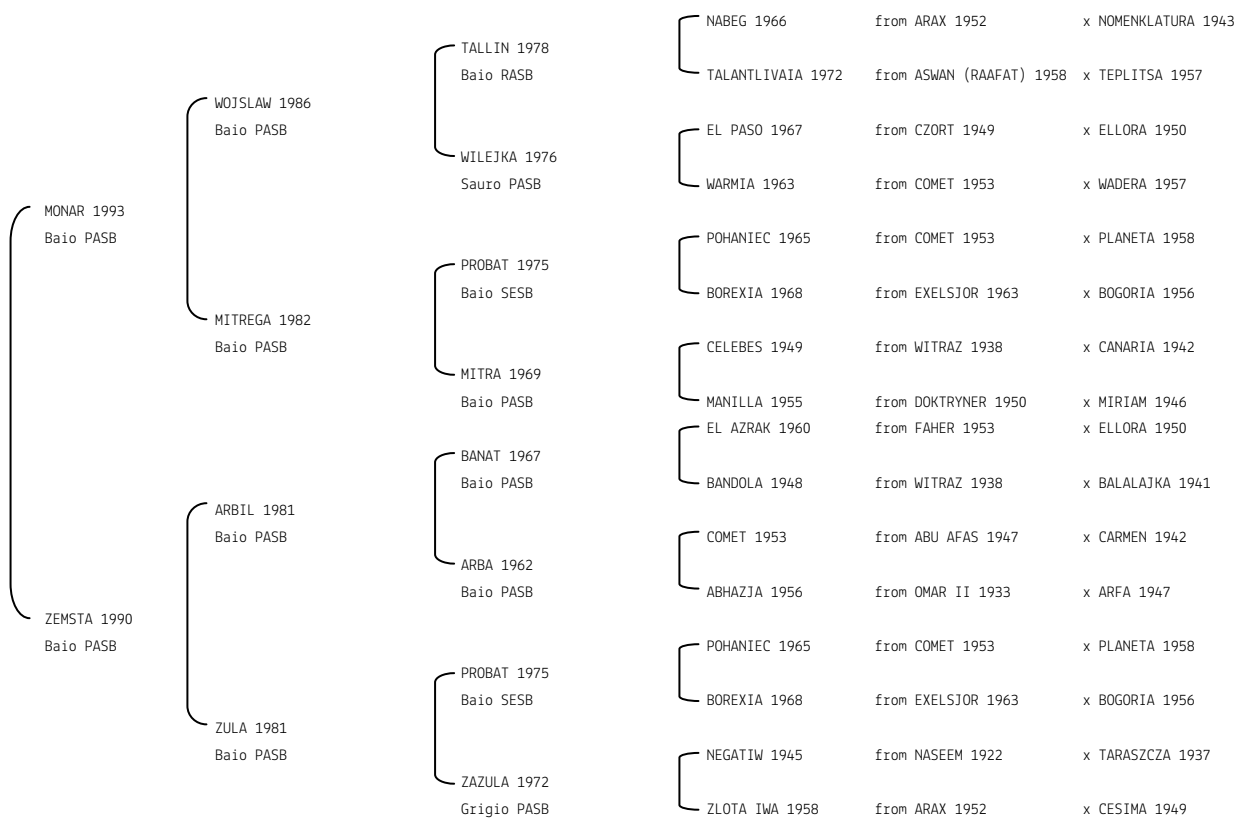 NABEG 1966 from ARAX 1952 x NOMENKLATURA 1943
TALLIN 1978
Baio RASB
TALANTLIVAIA 1972 from ASWAN (RAAFAT) 1958 x TEPLITSA 1957
WOJSLAW 1986
Baio PASB
EL PASO 1967 from CZORT 1949 x ELLORA 1950
WILEJKA 1976
Sauro PASB
WARMIA 1963 from COMET 1953 x WADERA 1957
MONAR 1993
Baio PASB
POHANIEC 1965 from COMET 1953 x PLANETA 1958
PROBAT 1975
Baio SESB
BOREXIA 1968 from EXELSJOR 1963 x BOGORIA 1956
MITREGA 1982
Baio PASB
CELEBES 1949 from WITRAZ 1938 x CANARIA 1942
MITRA 1969
Baio PASB
MANILLA 1955 from DOKTRYNER 1950 x MIRIAM 1946
EL AZRAK 1960 from FAHER 1953 x ELLORA 1950
BANAT 1967
Baio PASB
BANDOLA 1948 from WITRAZ 1938 x BALALAJKA 1941
ARBIL 1981
Baio PASB
COMET 1953 from ABU AFAS 1947 x CARMEN 1942
ARBA 1962
Baio PASB
ABHAZJA 1956 from OMAR II 1933 x ARFA 1947
ZEMSTA 1990
Baio PASB
POHANIEC 1965 from COMET 1953 x PLANETA 1958
PROBAT 1975
Baio SESB
BOREXIA 1968 from EXELSJOR 1963 x BOGORIA 1956
ZULA 1981
Baio PASB
NEGATIW 1945 from NASEEM 1922 x TARASZCZA 1937
ZAZULA 1972
Grigio PASB
ZLOTA IWA 1958 from ARAX 1952 x CESIMA 1949